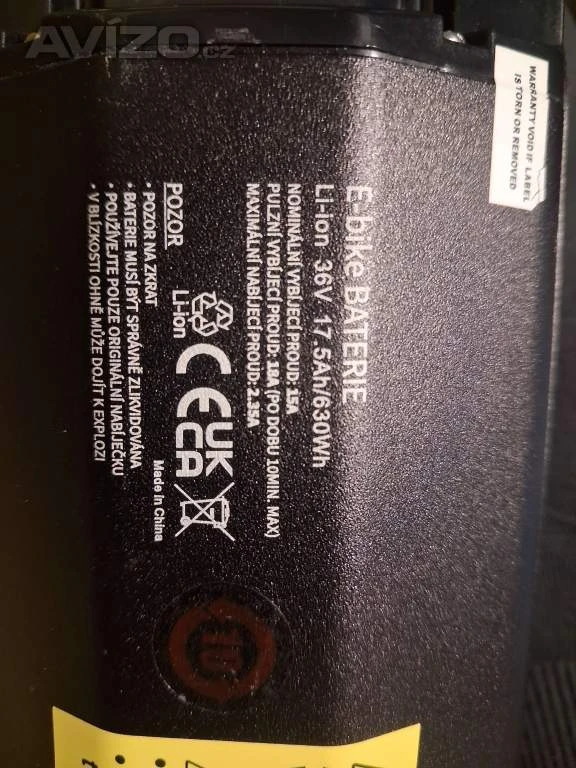 Avízo.cz
WARRANTY VOID IF LABEL
IS TORN OR REMOVED
E-bike BATERIE
Li-ion 36V 17.5Ah/630Wh
NOMINÁLNÍ VYBÍJECÍ PROUD: 15A
PULZNÍ VYBÍJECÍ PROUD: 18A (PO DOBU 10MIN. MAX)
MAXIMÁLNÍ NABÍJECÍ PROUD: 2.35A
Li-ion
CE
UK
CA
Made in China
POZOR
• POZOR NA ZKRAT
• BATERIE MUSÍ BÝT SPRÁVNĚ ZLIKVIDOVÁNA
• POUŽÍVEJTE POUZE ORIGINÁLNÍ NABÍJEČKU
• V BLÍZKOSTI OHNĚ MŮŽE DOJÍT K EXPLOZI